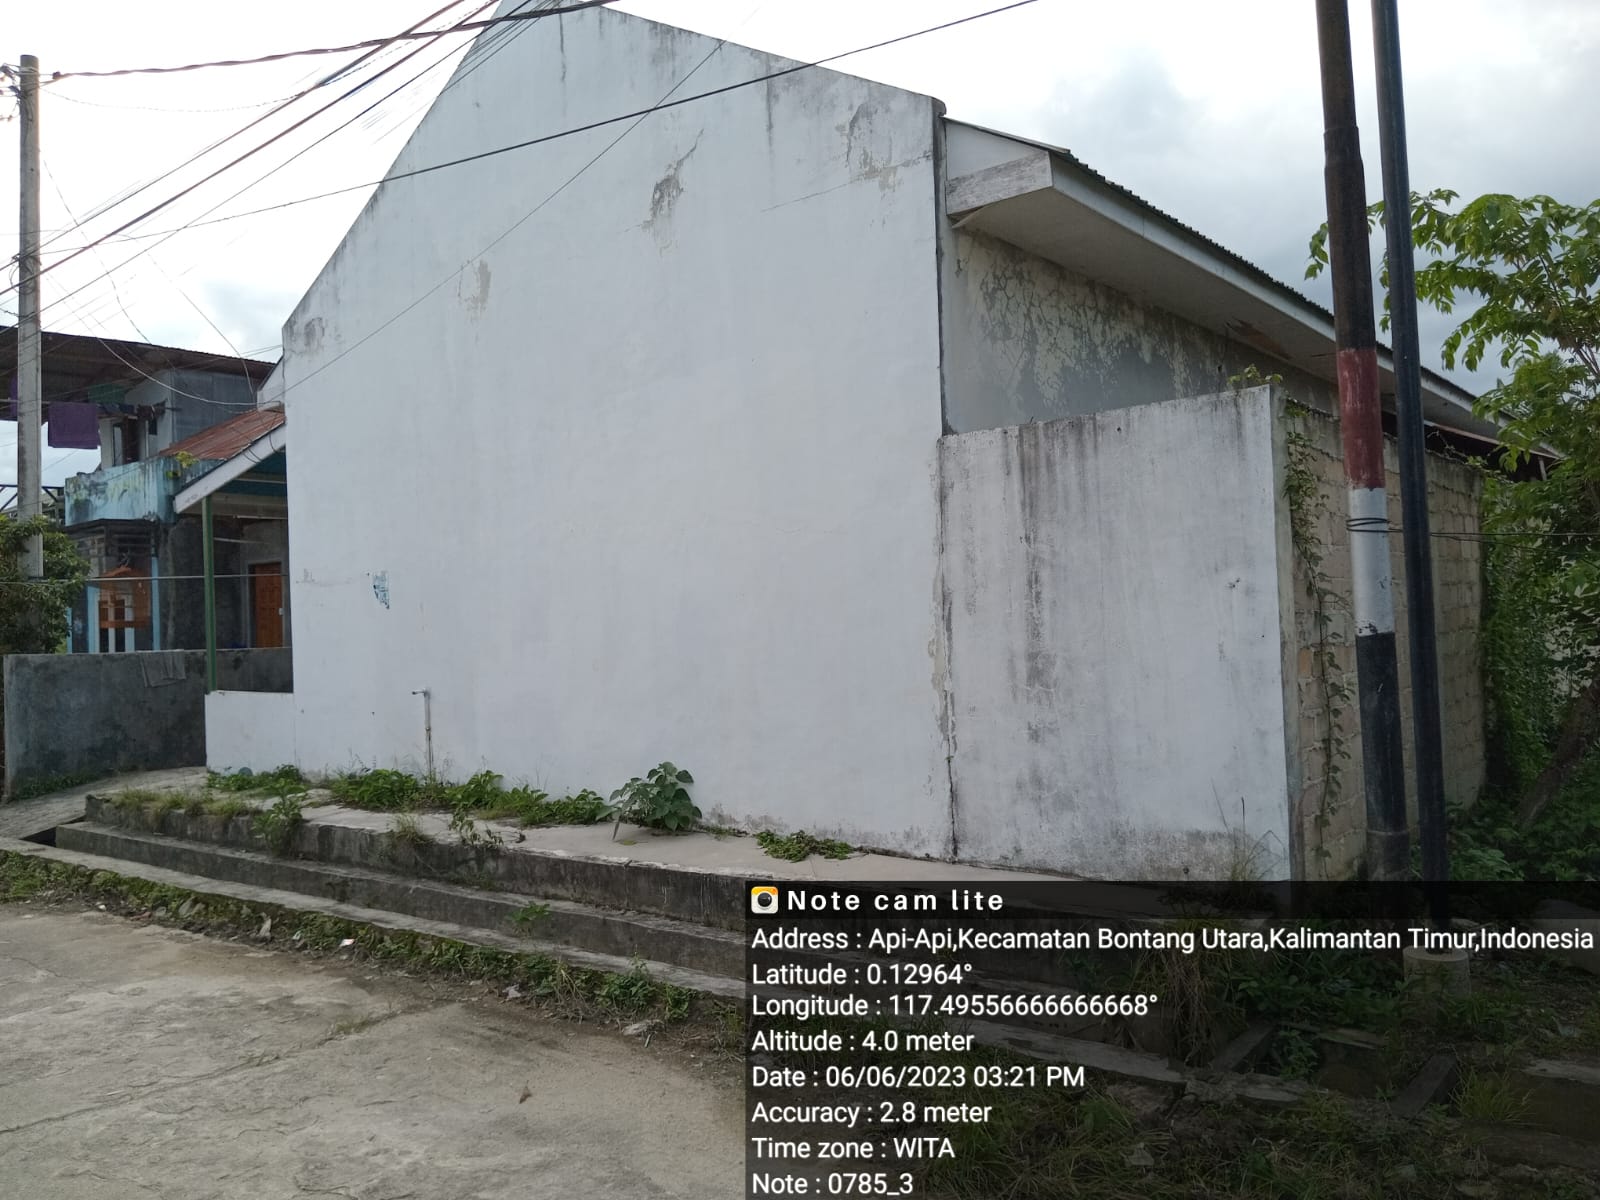 Note cam lite
Address : Api-Api,Kecamatan Bontang Utara,Kalimantan Timur,Indonesia
Latitude : 0.12964°
Longitude : 117.49556666666668°
Altitude : 4.0 meter
Date : 06/06/2023 03:21 PM
Accuracy : 2.8 meter
Time zone : WITA
Note : 0785_3